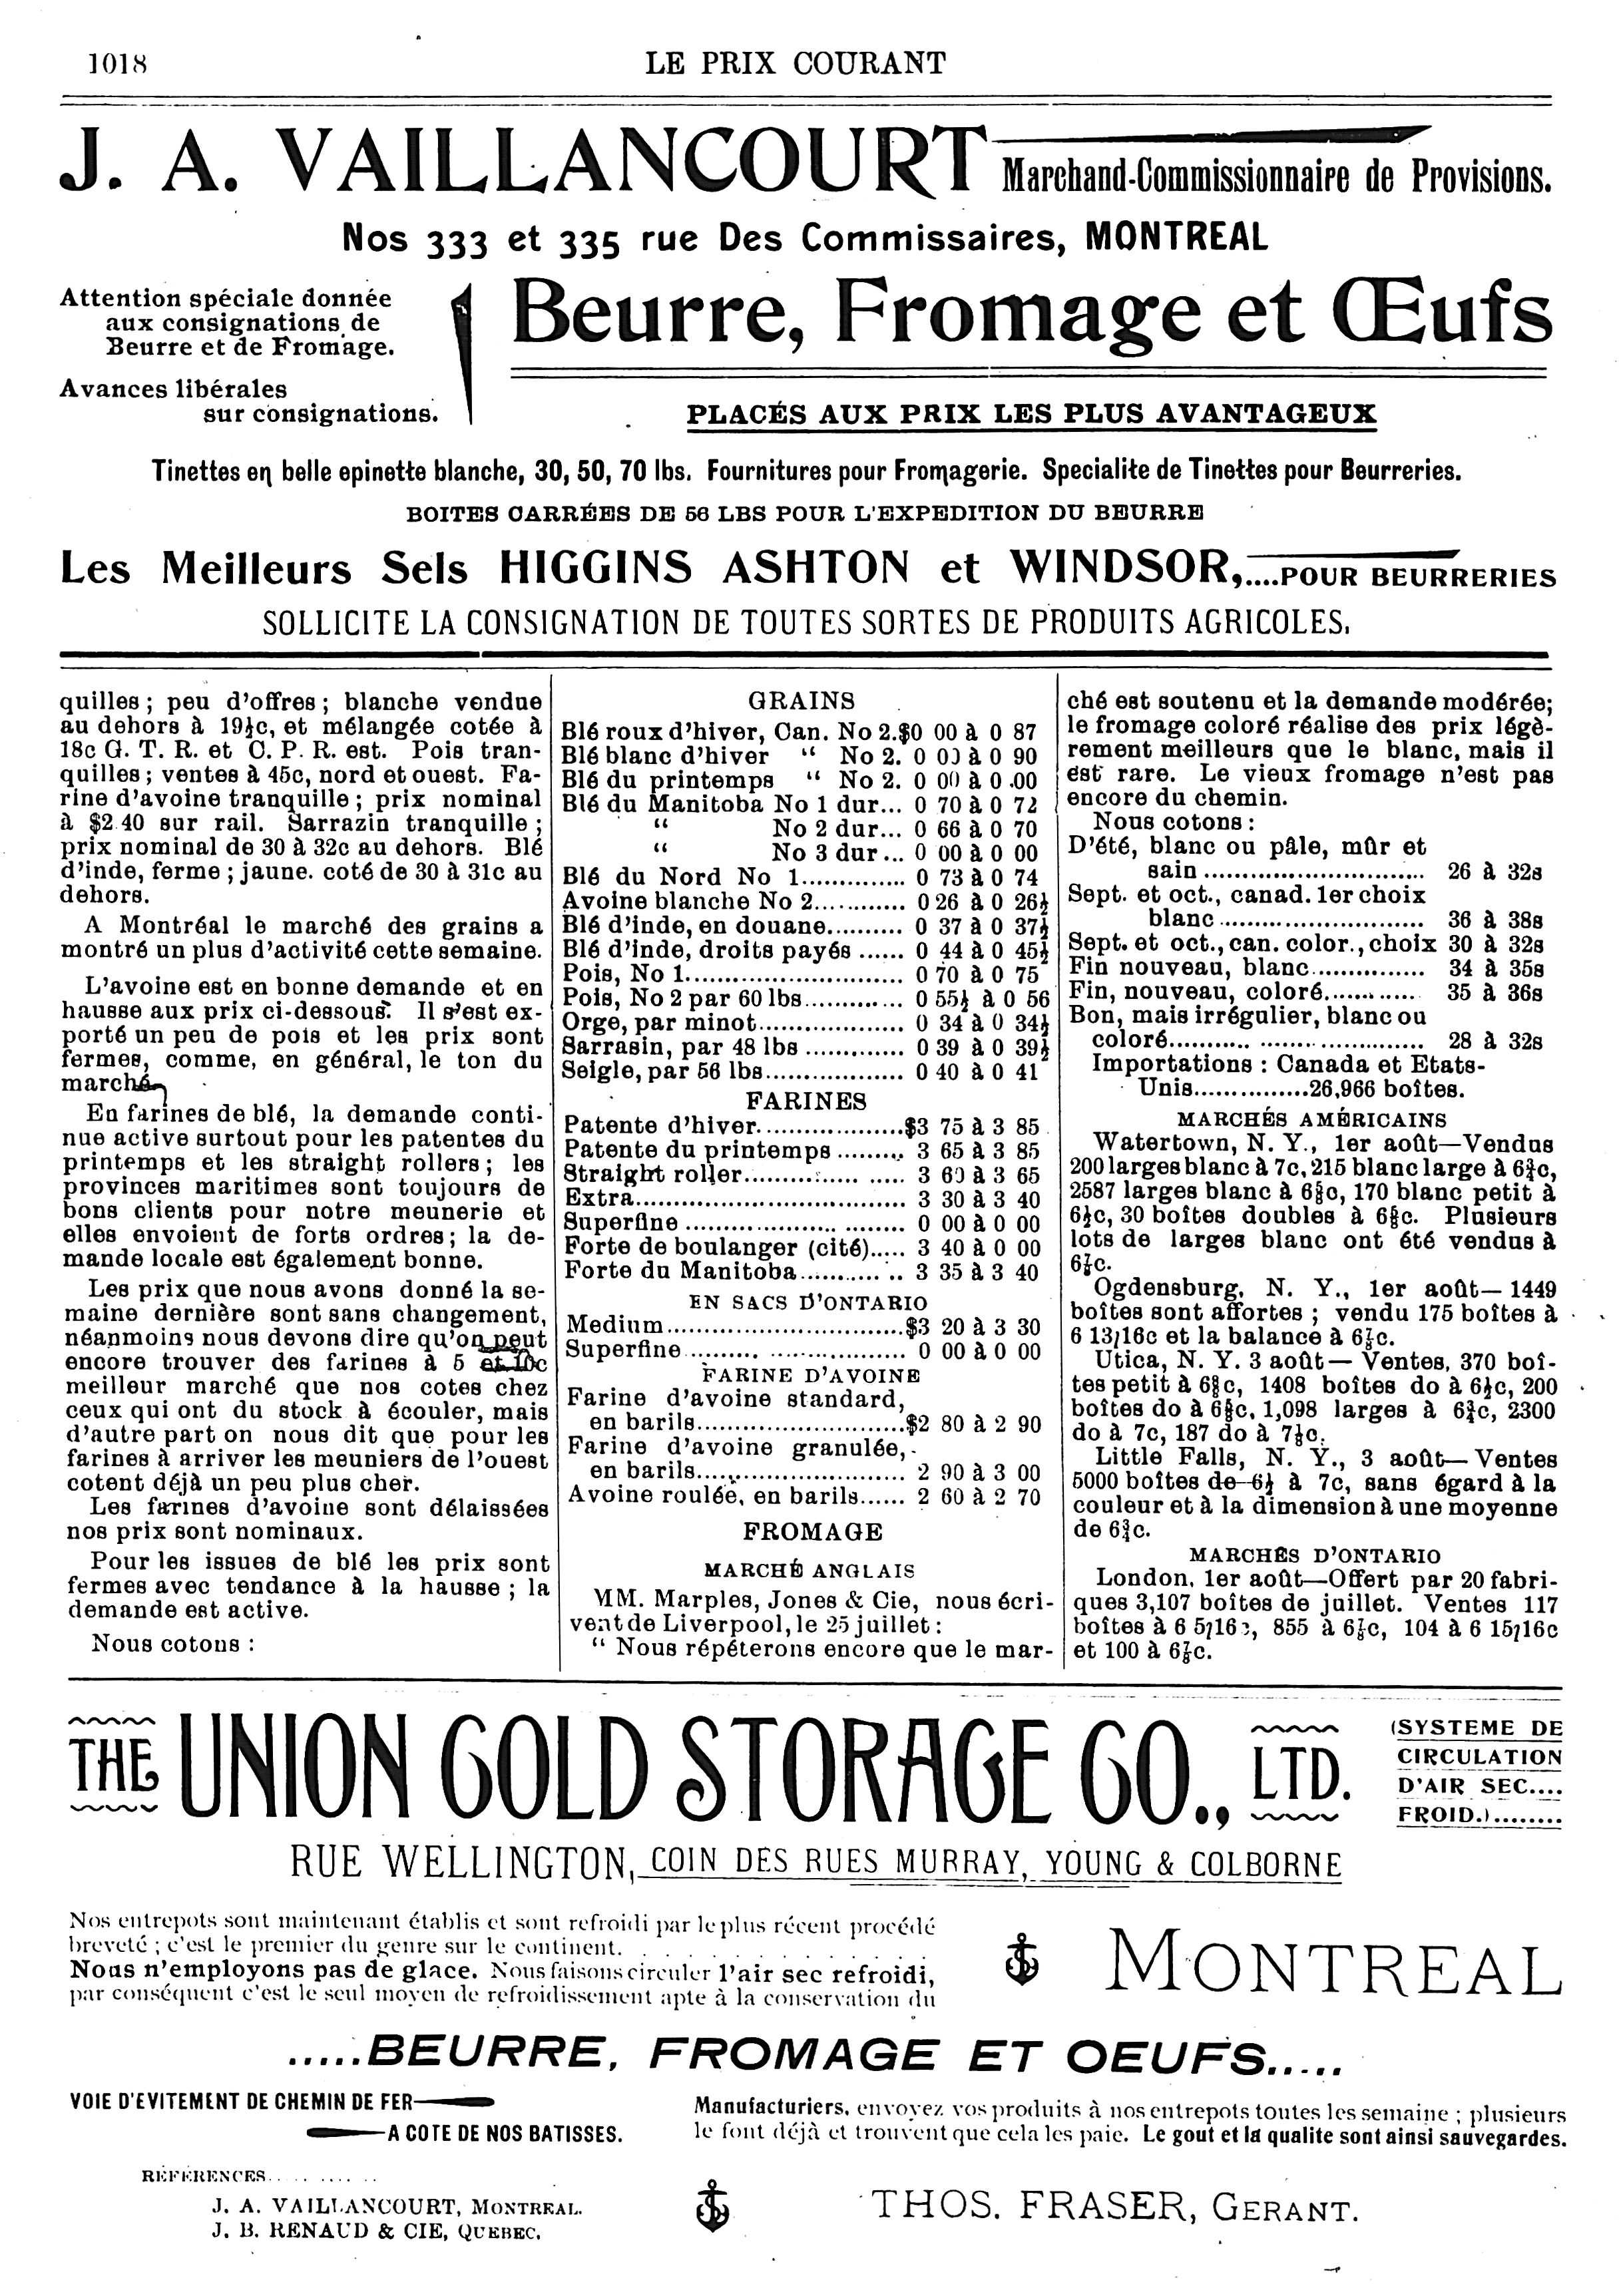 1018
LE PRIX COURANT
J. A. VAILLANCOURT Marchand-Commissionnaire de Provisions.
Nos 333 et 335 rue Des Commissaires, MONTREAL
Attention spéciale donnée
aux consignations de
Beurre et de Fromage.
Avances libérales
sur consignations.
Beurre, Fromage et Œufs
PLACÉS AUX PRIX LES PLUS AVANTAGEUX
Tinettes en belle epinette blanche, 30, 50, 70 lbs. Fournitures pour Fromagerie. Specialite de Tinettes pour Beurreries.
BOITES CARRÉES DE 56 LBS POUR L'EXPEDITION DU BEURRE
Les Meilleurs Sels HIGGINS ASHTON et WINDSOR,....POUR BEURRERIES
SOLLICITE LA CONSIGNATION DE TOUTES SORTES DE PRODUITS AGRICOLES.
quilles ; peu d'offres ; blanche vendue
au dehors à 19½c, et mélangée cotée à
18c G. T. R. et C. P. R. est. Pois tran-
quilles ; ventes à 45c, nord et ouest. Fa-
rine d'avoine tranquille ; prix nominal
à $2.40 sur rail. Sarrazin tranquille ;
prix nominal de 30 à 32c au dehors. Blé
d'inde, ferme ; jaune. coté de 30 à 31c au
dehors.
A Montréal le marché des grains a
montré un plus d'activité cette semaine.
L'avoine est en bonne demande et en
hausse aux prix ci-dessous. Il s'est ex-
porté un peu de pois et les prix sont
fermes, comme, en général, le ton du
marché
En farines de blé, la demande conti-
nue active surtout pour les patentes du
printemps et les straight rollers ; les
provinces maritimes sont toujours de
bons clients pour notre meunerie et
elles envoient de forts ordres ; la de-
mande locale est également bonne.
Les prix que nous avons donné la se-
maine dernière sont sans changement,
néanmoins nous devons dire qu'on peut
encore trouver des farines à 5 et 10c
meilleur marché que nos cotes chez
ceux qui ont du stock à écouler, mais
d'autre part on nous dit que pour les
farines à arriver les meuniers de l'ouest
cotent déjà un peu plus cher.
Les farines d'avoine sont délaissées
nos prix sont nominaux.
Pour les issues de blé les prix sont
fermes avec tendance à la hausse ; la
demande est active.
Nous cotons :
GRAINS
Blé roux d'hiver, Can. No 2.$0 00 à 0 87
Blé blanc d'hiver “ No 2. 0 00 à 0 90
Blé du printemps “ No 2. 0 00 à 0.00
Blé du Manitoba No 1 dur... 0 70 à 0 72
“ No 2 dur... 0 66 à 0 70
“ No 3 dur... 0 00 à 0 00
Blé du Nord No 1.............. 0 73 à 0 74
Avoine blanche No 2............ 0 26 à 0 26½
Blé d'inde, en douane.......... 0 37 à 0 37½
Blé d'inde, droits payés ...... 0 44 à 0 45½
Pois, No 1.............................. 0 70 à 0 75
Pois, No 2 par 60 lbs............. 0 55½ à 0 56
Orge, par minot.................... 0 34 à 0 34½
Sarrasin, par 48 lbs ............. 0 39 à 0 39½
Seigle, par 56 lbs................... 0 40 à 0 41
FARINES
Patente d'hiver....................$3 75 à 3 85
Patente du printemps ......... 3 65 à 3 85
Straight roller...................... 3 60 à 3 65
Extra..................................... 3 30 à 3 40
Superfine .............................. 0 00 à 0 00
Forte de boulanger (cité)..... 3 40 à 0 00
Forte du Manitoba.............. 3 35 à 3 40
EN SACS D'ONTARIO
Medium................................$3 20 à 3 30
Superfine .............................. 0 00 à 0 00
FARINE D'AVOINE
Farine d'avoine standard,
en barils............................$2 80 à 2 90
Farine d'avoine granulée,
en barils............................. 2 90 à 3 00
Avoine roulée, en barils...... 2 60 à 2 70
FROMAGE
MARCHÉ ANGLAIS
MM. Marples, Jones & Cie, nous écri-
vent de Liverpool, le 25 juillet :
“ Nous répéterons encore que le mar-
ché est soutenu et la demande modérée;
le fromage coloré réalise des prix légè-
rement meilleurs que le blanc, mais il
est rare. Le vieux fromage n'est pas
encore du chemin.
Nous cotons :
D'été, blanc ou pâle, mûr et
sain .............................. 26 à 32s
Sept. et oct., canad. 1er choix
blanc ............................ 36 à 38s
Sept. et oct., can. color., choix 30 à 32s
Fin nouveau, blanc................ 34 à 35s
Fin, nouveau, coloré............. 35 à 36s
Bon, mais irrégulier, blanc ou
coloré................................... 28 à 32s
Importations : Canada et Etats-
Unis...............26,966 boîtes.
MARCHÉS AMÉRICAINS
Watertown, N. Y., 1er août—Vendus
200 larges blanc à 7c, 215 blanc large à 6¾c,
2587 larges blanc à 6⅝c, 170 blanc petit à
6½c, 30 boîtes doubles à 6⅝c. Plusieurs
lots de larges blanc ont été vendus à
6⅞c.
Ogdensburg, N. Y., 1er août— 1449
boîtes sont affortes ; vendu 175 boîtes à
6 13/16c et la balance à 6⅞c.
Utica, N. Y. 3 août— Ventes, 370 boî-
tes petit à 6⅝c, 1408 boîtes do à 6½c, 200
boîtes do à 6⅝c, 1,098 larges à 6¾c, 2300
do à 7c, 187 do à 7⅛c.
Little Falls, N. Y., 3 août— Ventes
5000 boîtes de 6½ à 7c, sans égard à la
couleur et à la dimension à une moyenne
de 6¾c.
MARCHÉS D'ONTARIO
London, 1er août—Offert par 20 fabri-
ques 3,107 boîtes de juillet. Ventes 117
boîtes à 6 5/16c, 855 à 6⅞c, 104 à 6 15/16c
et 100 à 6⅞c.
THE UNION COLD STORAGE CO., LTD.
(SYSTEME DE
CIRCULATION
D'AIR SEC....
FROID.)........
RUE WELLINGTON, COIN DES RUES MURRAY, YOUNG & COLBORNE
Nos entrepots sont maintenant établis et sont refroidi par le plus récent procédé
breveté ; c'est le premier du genre sur le continent.
Nous n'employons pas de glace. Nous faisons circuler l'air sec refroidi,
par conséquent c'est le seul moyen de refroidissement apte à la conservation du
MONTREAL
.....BEURRE, FROMAGE ET OEUFS.....
VOIE D'EVITEMENT DE CHEMIN DE FER
A COTE DE NOS BATISSES.
Manufacturiers, envoyez vos produits à nos entrepots toutes les semaine ; plusieurs
le font déjà et trouvent que cela les paie. Le gout et la qualite sont ainsi sauvegardes.
RÉFÉRENCES
J. A. VAILLANCOURT, MONTREAL.
J. B. RENAUD & CIE, QUEBEC.
THOS. FRASER, GERANT.